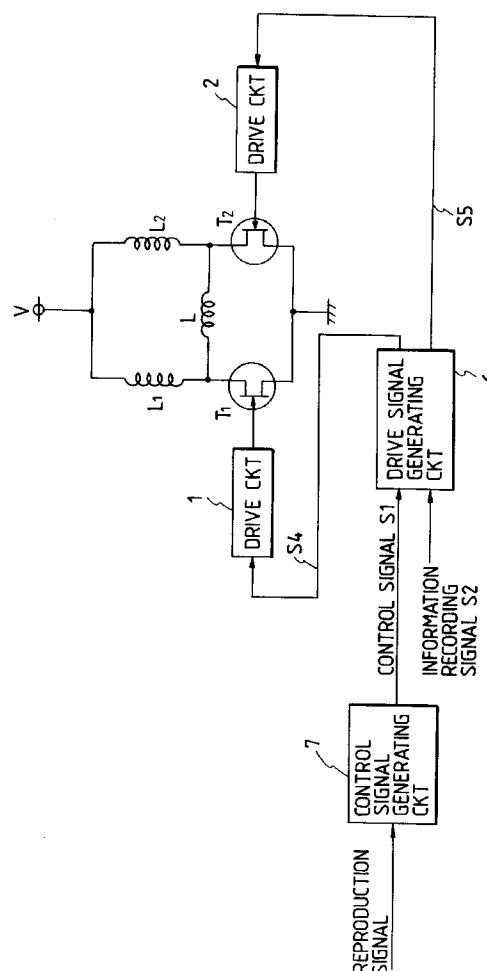 V
L1
L2
L
T1
T2
1
DRIVE CKT
2
DRIVE CKT
S4
S5
DRIVE SIGNAL
GENERATING
CKT
CONTROL SIGNAL S1
INFORMATION
RECORDING
SIGNAL S2
7
CONTROL
SIGNAL
GENERATING
CKT
REPRODUCTION
SIGNAL